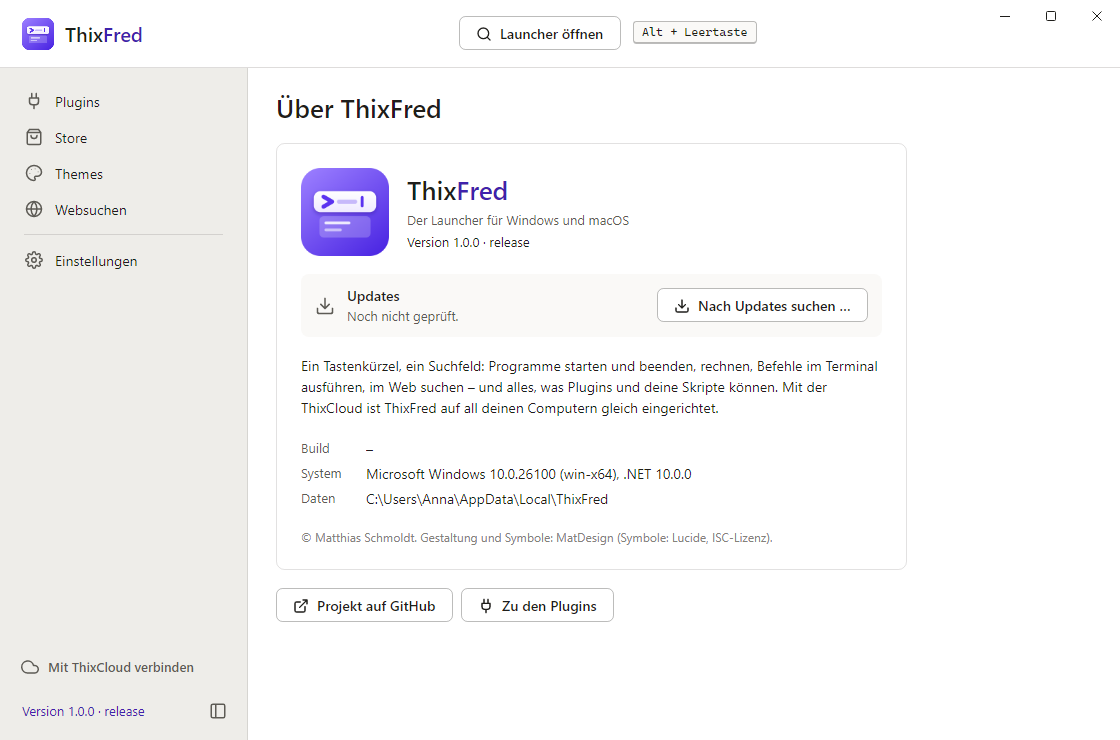 ThixFred
Launcher öffnen
Alt + Leertaste
Plugins
Store
Themes
Websuchen
Einstellungen
Mit ThixCloud verbinden
Version 1.0.0 · release
Über ThixFred
ThixFred
Der Launcher für Windows und macOS
Version 1.0.0 · release
Updates
Noch nicht geprüft.
Nach Updates suchen ...
Ein Tastenkürzel, ein Suchfeld: Programme starten und beenden, rechnen, Befehle im Terminal
ausführen, im Web suchen – und alles, was Plugins und deine Skripte können. Mit der
ThixCloud ist ThixFred auf all deinen Computern gleich eingerichtet.
Build –
System Microsoft Windows 10.0.26100 (win-x64), .NET 10.0.0
Daten C:\Users\Anna\AppData\Local\ThixFred
© Matthias Schmoldt. Gestaltung und Symbole: MatDesign (Symbole: Lucide, ISC-Lizenz).
Projekt auf GitHub
Zu den Plugins